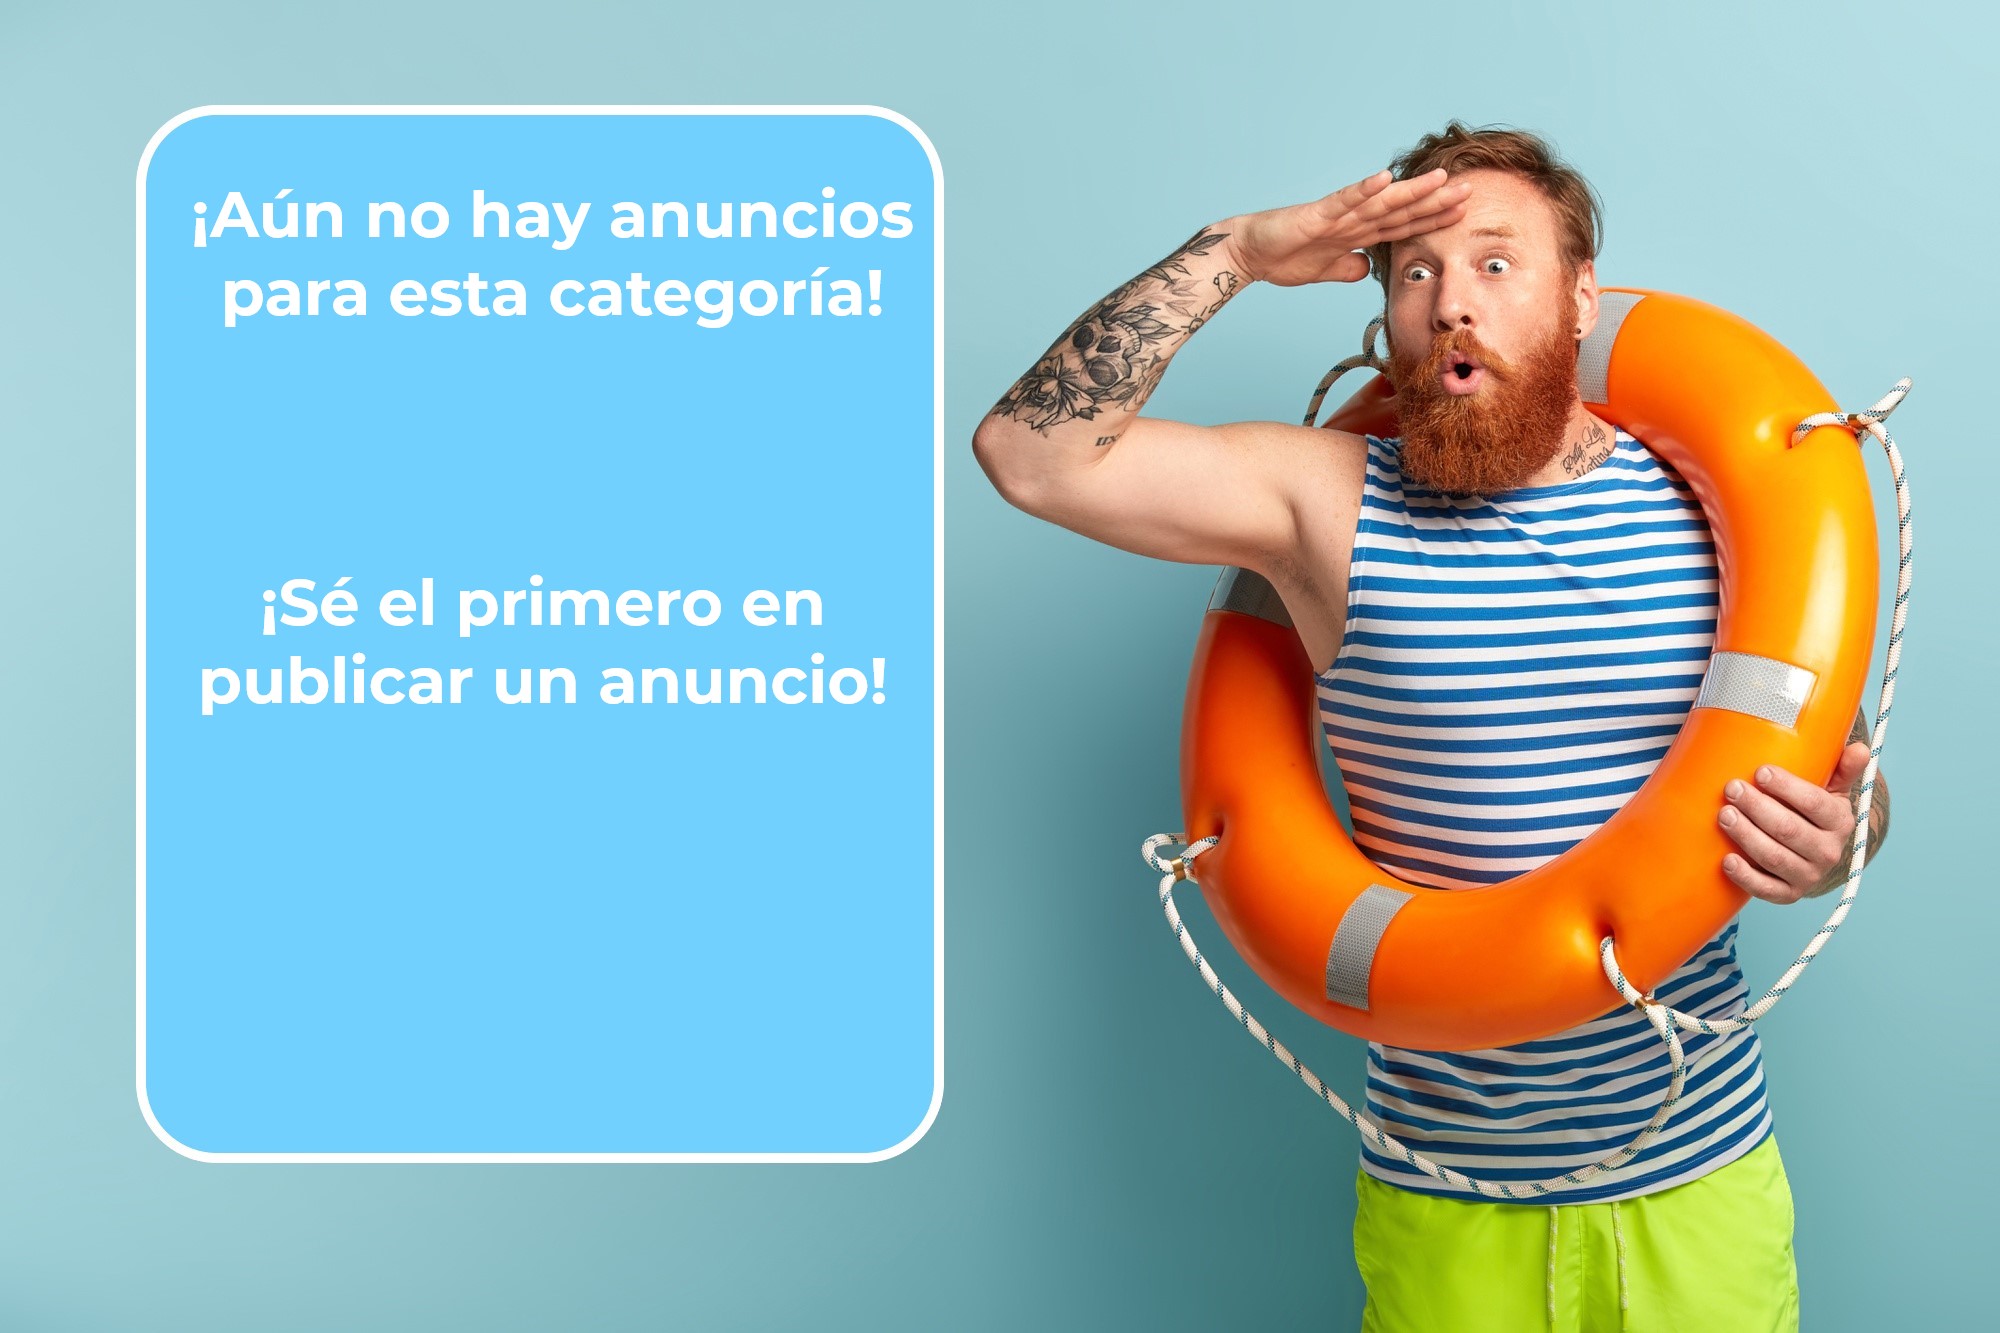 ¡Aún no hay anuncios
para esta categoría!
¡Sé el primero en
publicar un anuncio!